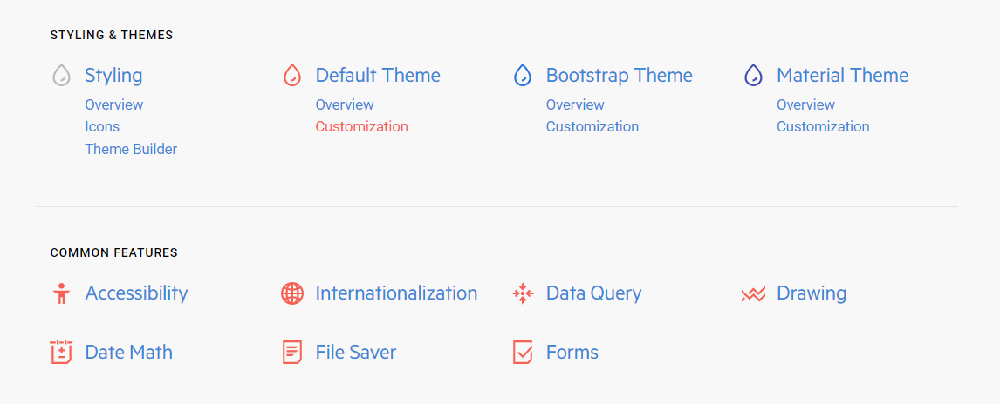 STYLING & THEMES
Styling
Overview
Icons
Theme Builder
Default Theme
Overview
Customization
Bootstrap Theme
Overview
Customization
Material Theme
Overview
Customization
COMMON FEATURES
Accessibility
Internationalization
Data Query
Drawing
Date Math
File Saver
Forms